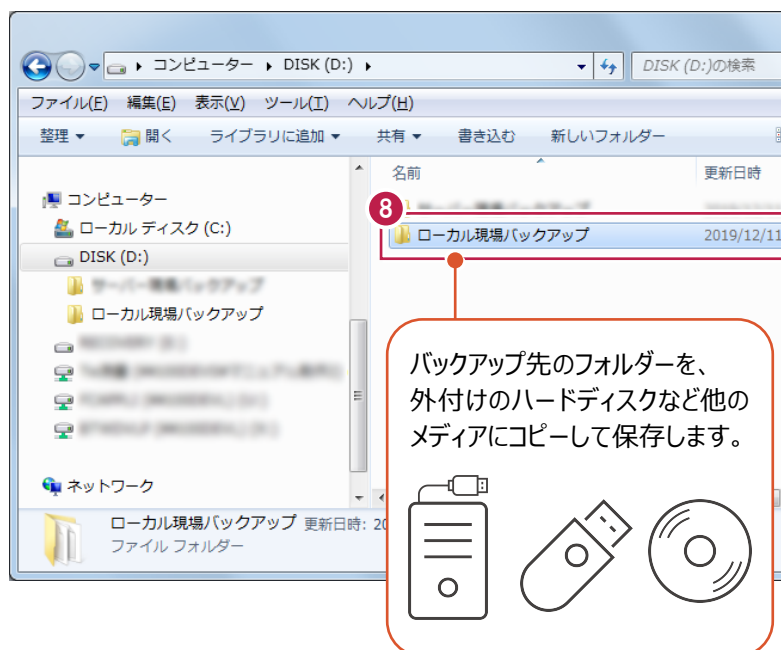 コンピューター ▸ DISK (D:) ▸
DISK (D:)の検索
ファイル(F) 編集(E) 表示(V) ツール(T) ヘルプ(H)
整理 開く ライブラリに追加 共有 書き込む 新しいフォルダー
名前 更新日時
コンピューター
ローカル ディスク (C:)
DISK (D:)
ローカル現場バックアップ
ネットワーク
8
ローカル現場バックアップ 2019/12/11
バックアップ先のフォルダーを、
外付けのハードディスクなど他の
メディアにコピーして保存します。
ローカル現場バックアップ 更新日時: 20
ファイル フォルダー